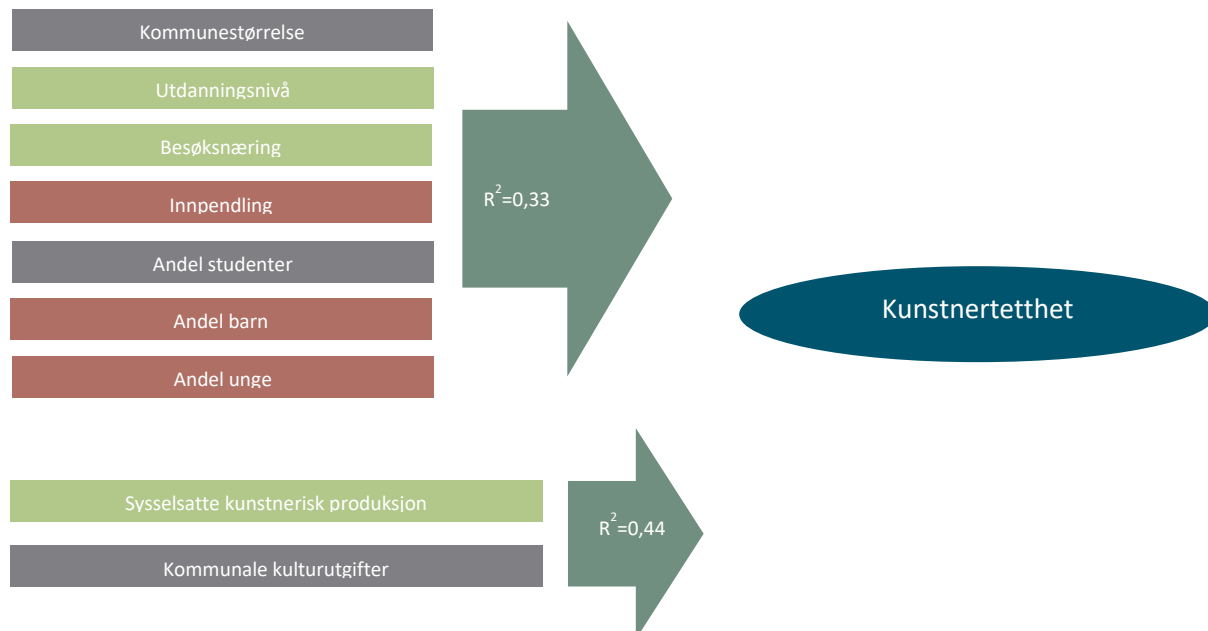 Kommunestørrelse
Utdanningsnivå
Besøksnæring
Innpendling
Andel studenter
Andel barn
Andel unge
R²=0,33
Kunstnertetthet
Sysselsatte kunstnerisk produksjon
Kommunale kulturutgifter
R²=0,44